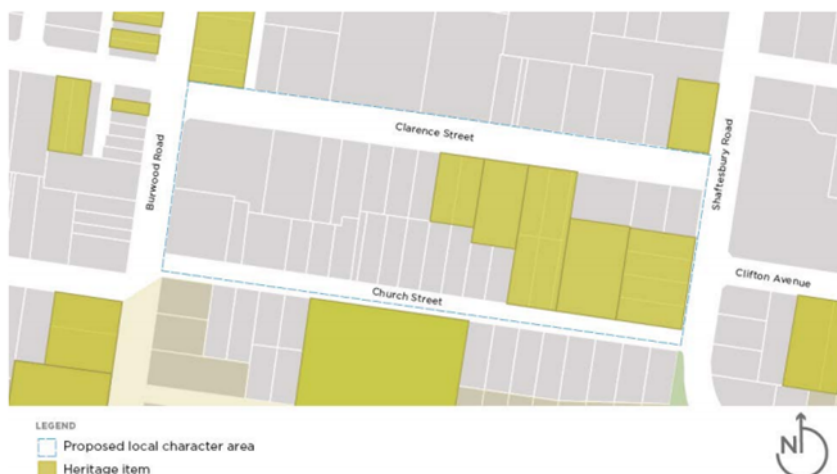 Clarence Street
Burwood Road
Shaftesbury Road
Church Street
Clifton Avenue
LEGEND
Proposed local character area
Heritage item
N